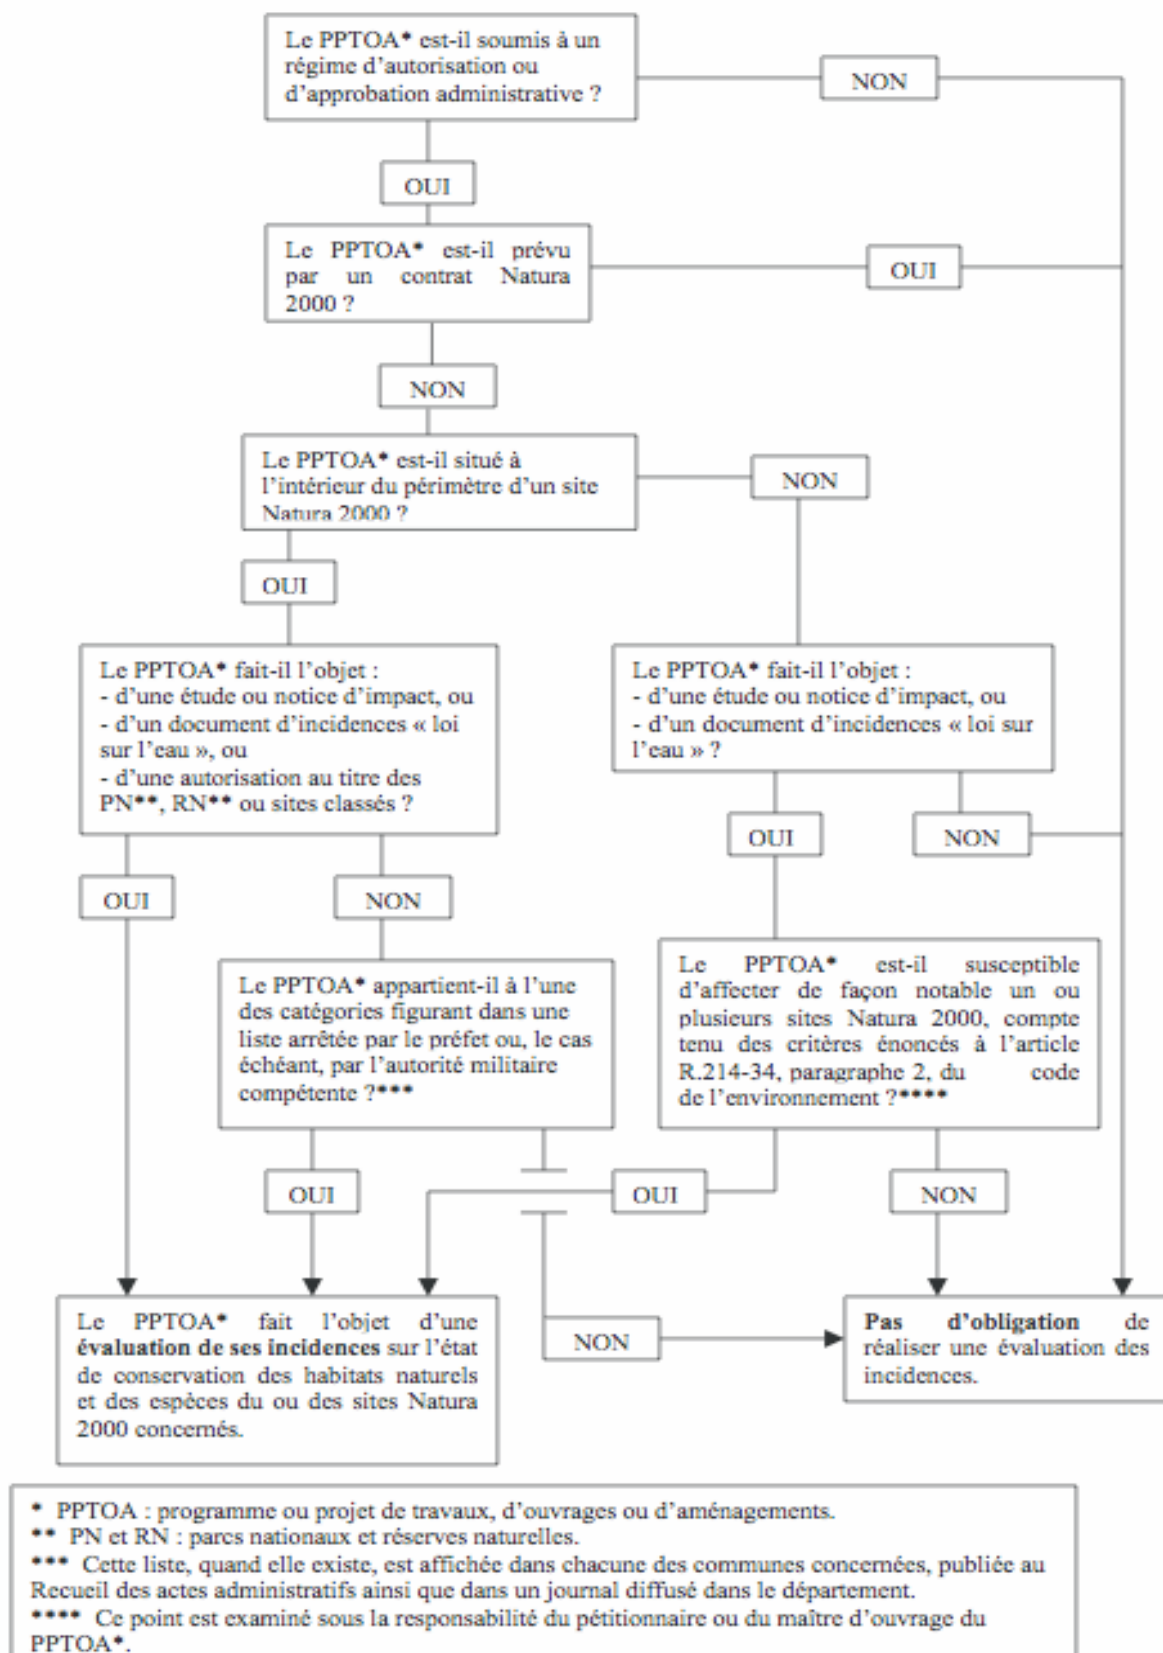 Le PPTOA* est-il soumis à un
régime d'autorisation ou
d'approbation administrative ?
NON
OUI
Le PPTOA* est-il prévu
par un contrat Natura
2000 ?
OUI
NON
Le PPTOA* est-il situé à
l'intérieur du périmètre d'un site
Natura 2000 ?
NON
OUI
Le PPTOA* fait-il l'objet :
- d'une étude ou notice d'impact, ou
- d'un document d'incidences « loi
sur l'eau », ou
- d'une autorisation au titre des
PN**, RN** ou sites classés ?
Le PPTOA* fait-il l'objet :
- d'une étude ou notice d'impact, ou
- d'un document d'incidences « loi sur
l'eau » ?
OUI
NON
OUI
NON
Le PPTOA* appartient-il à l'une
des catégories figurant dans une
liste arrêtée par le préfet ou, le cas
échéant, par l'autorité militaire
compétente ?***
Le PPTOA* est-il susceptible
d'affecter de façon notable un ou
plusieurs sites Natura 2000, compte
tenu des critères énoncés à l'article
R.214-34, paragraphe 2, du code
de l'environnement ?****
OUI
OUI
NON
Le PPTOA* fait l'objet d'une
évaluation de ses incidences sur l'état
de conservation des habitats naturels
et des espèces du ou des sites Natura
2000 concernés.
NON
Pas d'obligation de
réaliser une évaluation des
incidences.
* PPTOA : programme ou projet de travaux, d'ouvrages ou d'aménagements.
** PN et RN : parcs nationaux et réserves naturelles.
*** Cette liste, quand elle existe, est affichée dans chacune des communes concernées, publiée au
Recueil des actes administratifs ainsi que dans un journal diffusé dans le département.
**** Ce point est examiné sous la responsabilité du pétitionnaire ou du maître d'ouvrage du
PPTOA*.